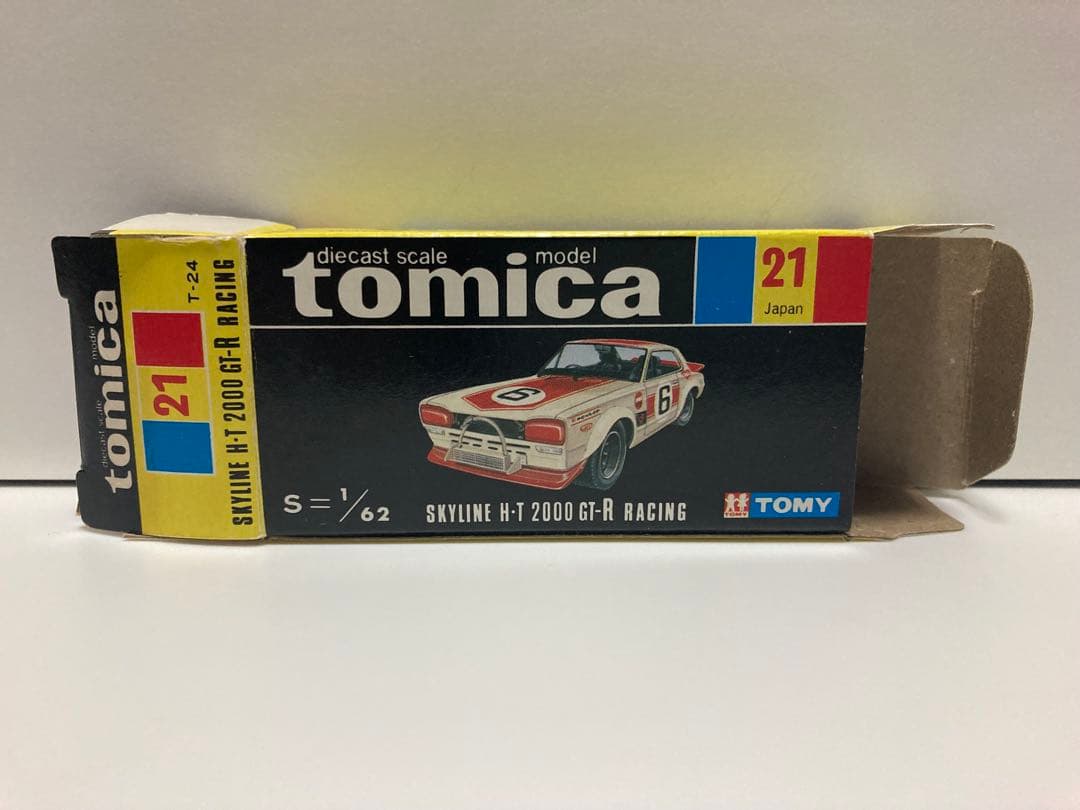 diecast scale model
tomica
21
Japan
6
6
S = 1/62
SKYLINE H·T 2000 GT-R RACING
TOMY
TOMY
diecast scale model
tomica
21
T-24
SKYLINE H·T 2000 GT-R RACING